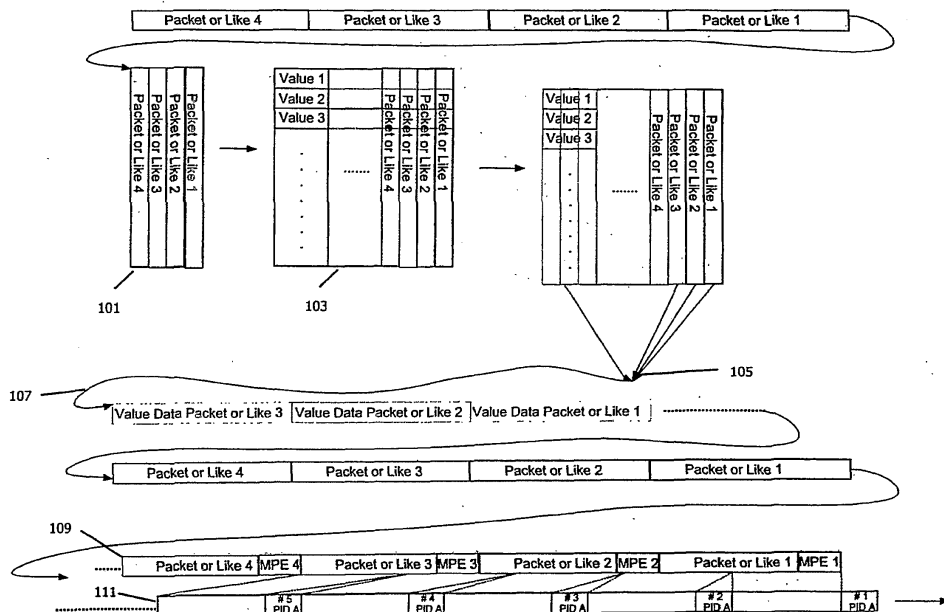 Packet or Like 4 Packet or Like 3 Packet or Like 2 Packet or Like 1
Packet or Like 4
Packet or Like 3
Packet or Like 2
Packet or Like 1
101
Value 1
Value 2
Value 3
Packet or Like 4
Packet or Like 3
Packet or Like 2
Packet or Like 1
103
Value 1
Value 2
Value 3
Packet or Like 4
Packet or Like 3
Packet or Like 2
Packet or Like 1
105
107
Value Data Packet or Like 3 Value Data Packet or Like 2 Value Data Packet or Like 1
Packet or Like 4 Packet or Like 3 Packet or Like 2 Packet or Like 1
109
Packet or Like 4 MPE 4 Packet or Like 3 MPE 3 Packet or Like 2 MPE 2 Packet or Like 1 MPE 1
111
#5 #4 #3 #2 #1
PID A PID A PID A PID A PID A